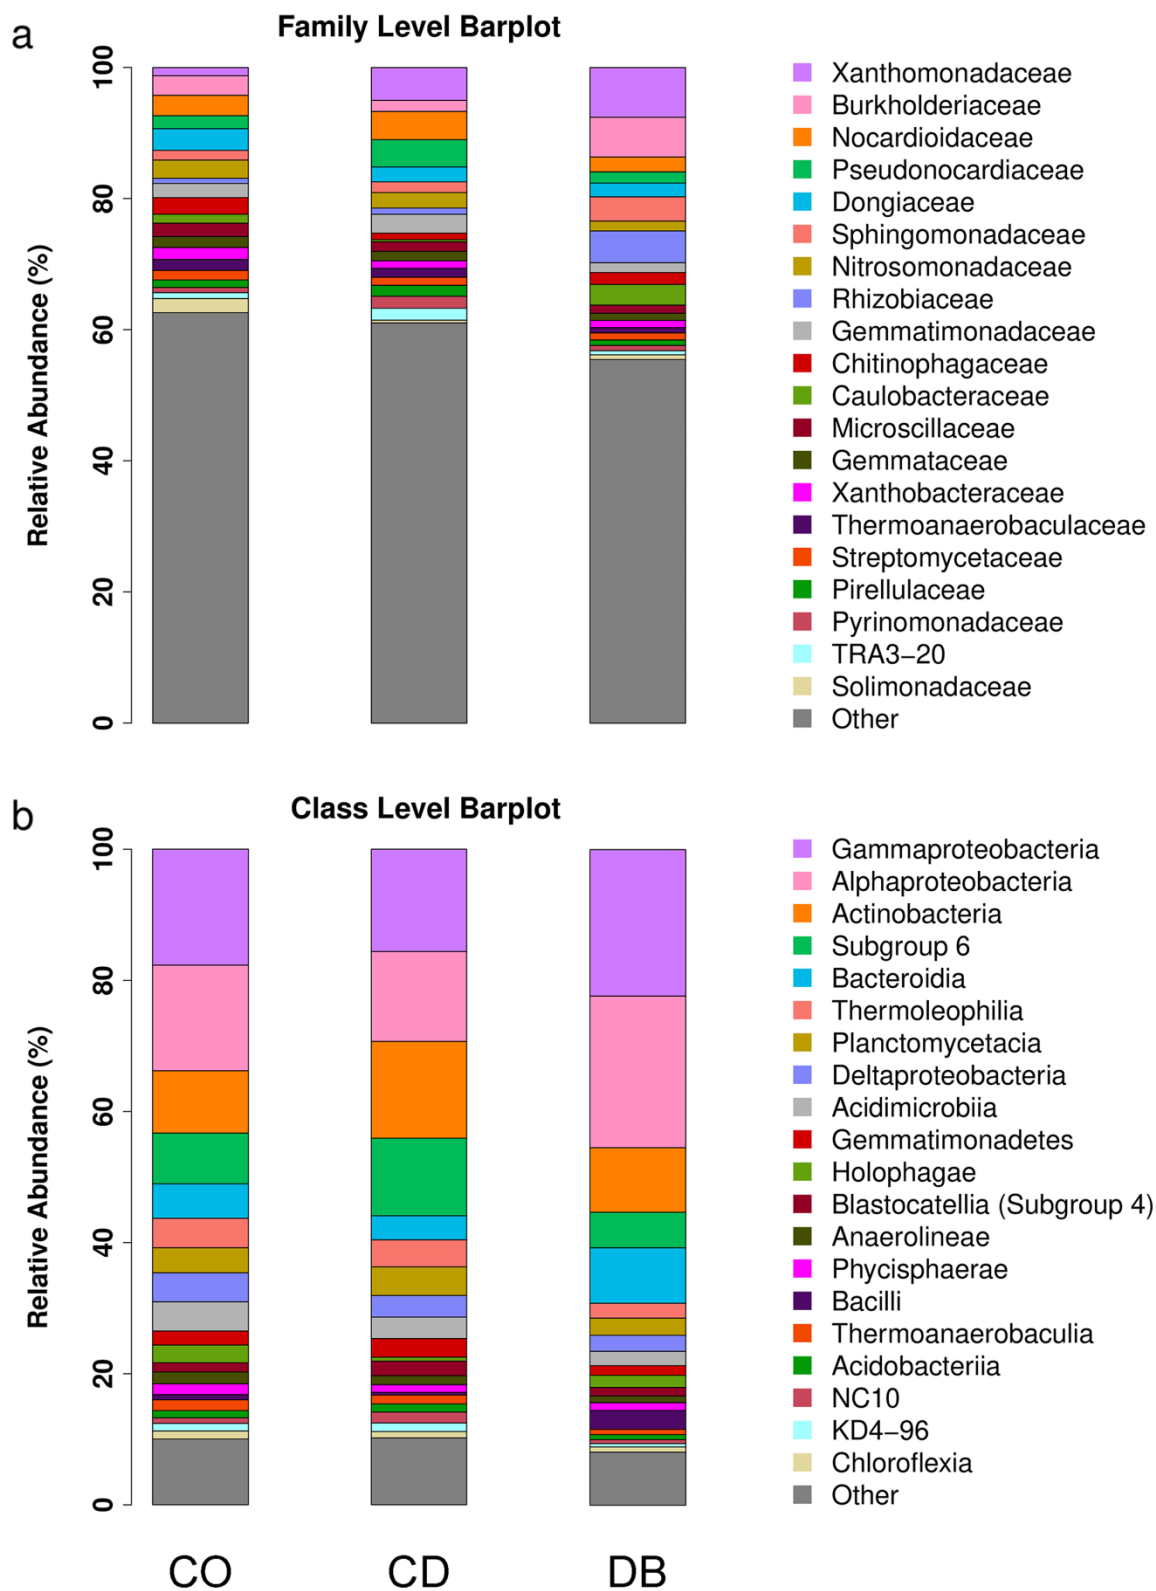 a
Family Level Barplot
Relative Abundance (%)
100
80
60
40
20
0
Xanthomonadaceae
Burkholderiaceae
Nocardioidaceae
Pseudonocardiaceae
Dongiaceae
Sphingomonadaceae
Nitrosomonadaceae
Rhizobiaceae
Gemmatimonadaceae
Chitinophagaceae
Caulobacteraceae
Microscillaceae
Gemmataceae
Xanthobacteraceae
Thermoanaerobaculaceae
Streptomycetaceae
Pirellulaceae
Pyrinomonadaceae
TRA3−20
Solimonadaceae
Other
b
Class Level Barplot
Relative Abundance (%)
100
80
60
40
20
0
Gammaproteobacteria
Alphaproteobacteria
Actinobacteria
Subgroup 6
Bacteroidia
Thermoleophilia
Planctomycetacia
Deltaproteobacteria
Acidimicrobiia
Gemmatimonadetes
Holophagae
Blastocatellia (Subgroup 4)
Anaerolineae
Phycisphaerae
Bacilli
Thermoanaerobaculia
Acidobacteriia
NC10
KD4−96
Chloroflexia
Other
CO CD DB